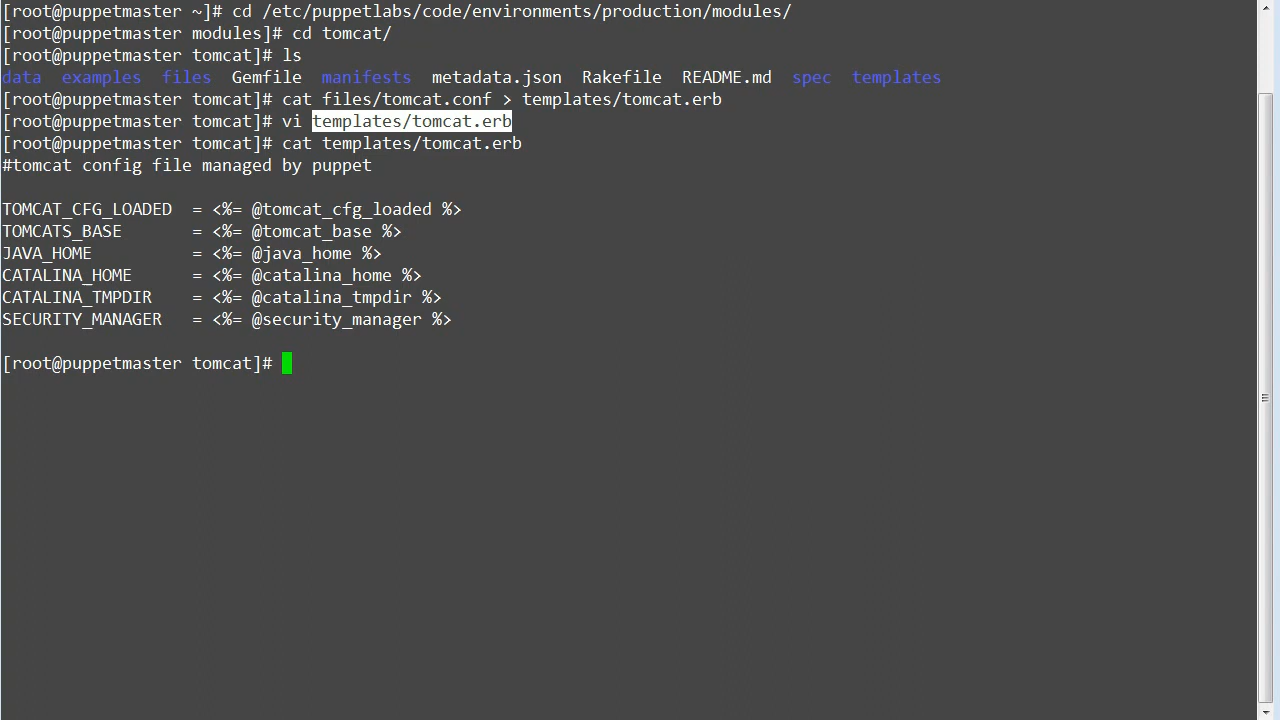 [root@puppetmaster ~]# cd /etc/puppetlabs/code/environments/production/modules/
[root@puppetmaster modules]# cd tomcat/
[root@puppetmaster tomcat]# ls
data  examples  files  Gemfile  manifests  metadata.json  Rakefile  README.md  spec  templates
[root@puppetmaster tomcat]# cat files/tomcat.conf > templates/tomcat.erb
[root@puppetmaster tomcat]# vi templates/tomcat.erb
[root@puppetmaster tomcat]# cat templates/tomcat.erb
#tomcat config file managed by puppet
TOMCAT_CFG_LOADED  = <%= @tomcat_cfg_loaded %>
TOMCATS_BASE       = <%= @tomcat_base %>
JAVA_HOME          = <%= @java_home %>
CATALINA_HOME      = <%= @catalina_home %>
CATALINA_TMPDIR    = <%= @catalina_tmpdir %>
SECURITY_MANAGER   = <%= @security_manager %>
[root@puppetmaster tomcat]#